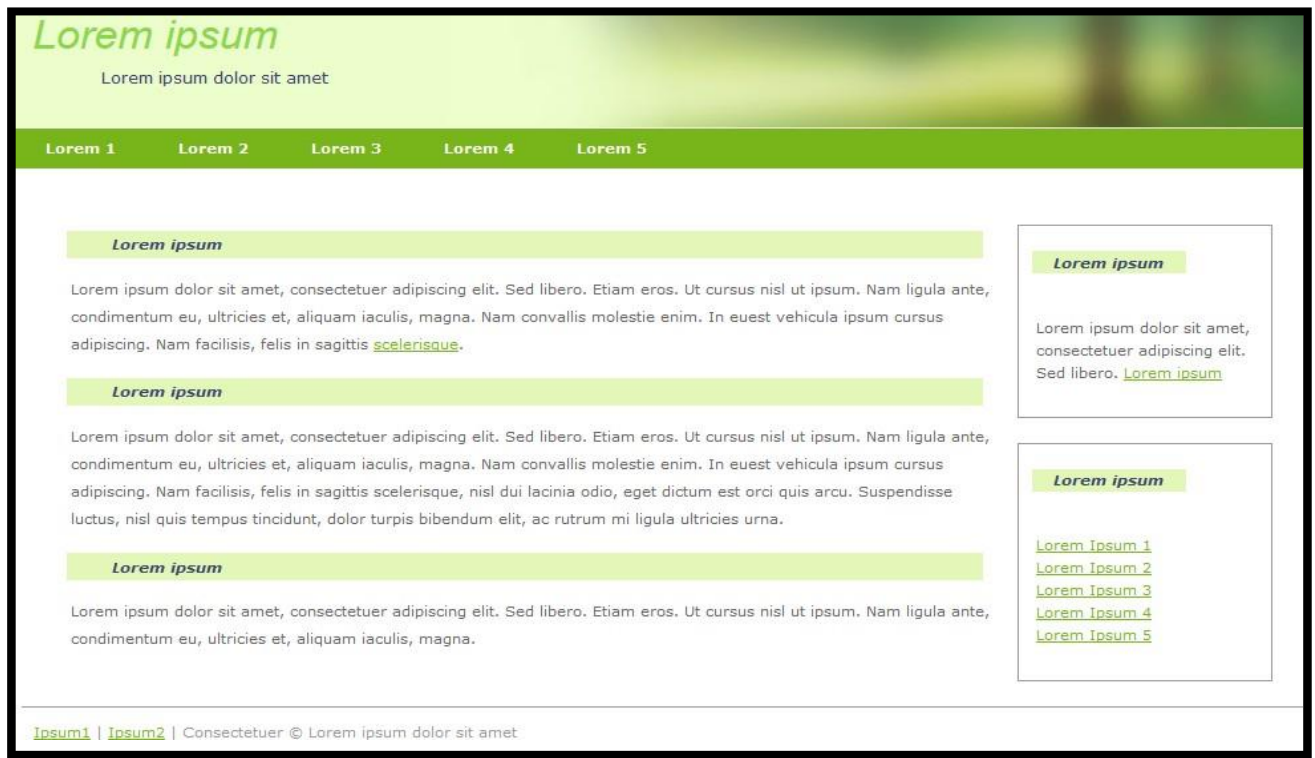 Lorem ipsum
Lorem ipsum dolor sit amet
Lorem 1 Lorem 2 Lorem 3 Lorem 4 Lorem 5
Lorem ipsum
Lorem ipsum dolor sit amet, consectetuer adipiscing elit. Sed libero. Etiam eros. Ut cursus nisl ut ipsum. Nam ligula ante,
condimentum eu, ultricies et, aliquam iaculis, magna. Nam convallis molestie enim. In euest vehicula ipsum cursus
adipiscing. Nam facilisis, felis in sagittis scelerisque.
Lorem ipsum
Lorem ipsum dolor sit amet, consectetuer adipiscing elit. Sed libero. Etiam eros. Ut cursus nisl ut ipsum. Nam ligula ante,
condimentum eu, ultricies et, aliquam iaculis, magna. Nam convallis molestie enim. In euest vehicula ipsum cursus
adipiscing. Nam facilisis, felis in sagittis scelerisque, nisl dui lacinia odio, eget dictum est orci quis arcu. Suspendisse
luctus, nisl quis tempus tincidunt, dolor turpis bibendum elit, ac rutrum mi ligula ultricies urna.
Lorem ipsum
Lorem ipsum dolor sit amet, consectetuer adipiscing elit. Sed libero. Etiam eros. Ut cursus nisl ut ipsum. Nam ligula ante,
condimentum eu, ultricies et, aliquam iaculis, magna.
Lorem ipsum
Lorem ipsum dolor sit amet,
consectetuer adipiscing elit.
Sed libero. Lorem ipsum
Lorem ipsum
Lorem Ipsum 1
Lorem Ipsum 2
Lorem Ipsum 3
Lorem Ipsum 4
Lorem Ipsum 5
Ipsum1 | Ipsum2 | Consectetuer © Lorem ipsum dolor sit amet